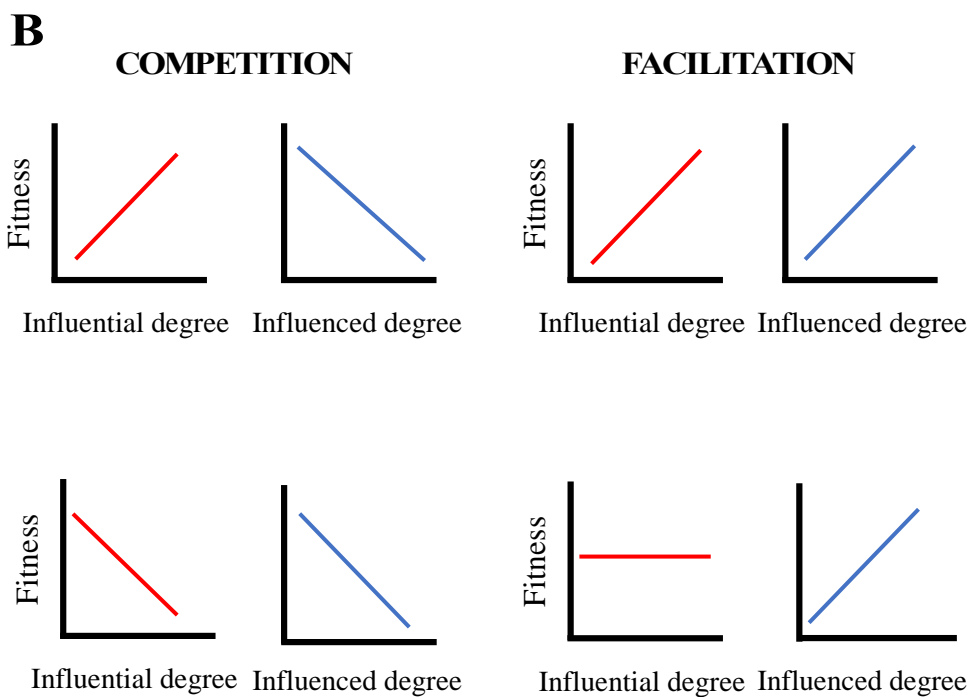 B
COMPETITION
FACILITATION
Fitness
Influential degree
Influenced degree
Fitness
Influential degree
Influenced degree
Fitness
Influential degree
Influenced degree
Fitness
Influential degree
Influenced degree